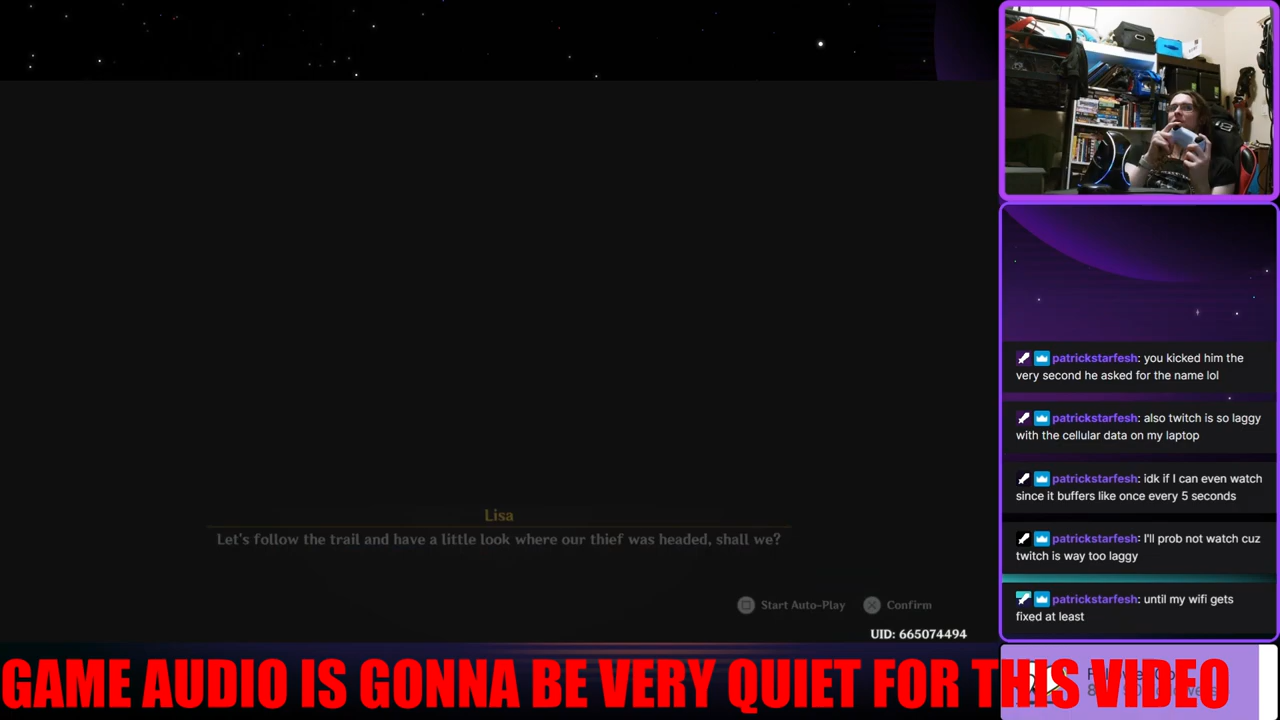 patrickstarfesh: you kicked him the
very second he asked for the name lol
patrickstarfesh: also twitch is so laggy
with the cellular data on my laptop
patrickstarfesh: idk if I can even watch
since it buffers like once every 5 seconds
patrickstarfesh: I'll prob not watch cuz
twitch is way too laggy
patrickstarfesh: until my wifi gets
fixed at least
Lisa
Let's follow the trail and have a little look where our thief was headed, shall we?
Start Auto-Play Confirm
UID: 665074494
GAME AUDIO IS GONNA BE VERY QUIET FOR THIS VIDEO